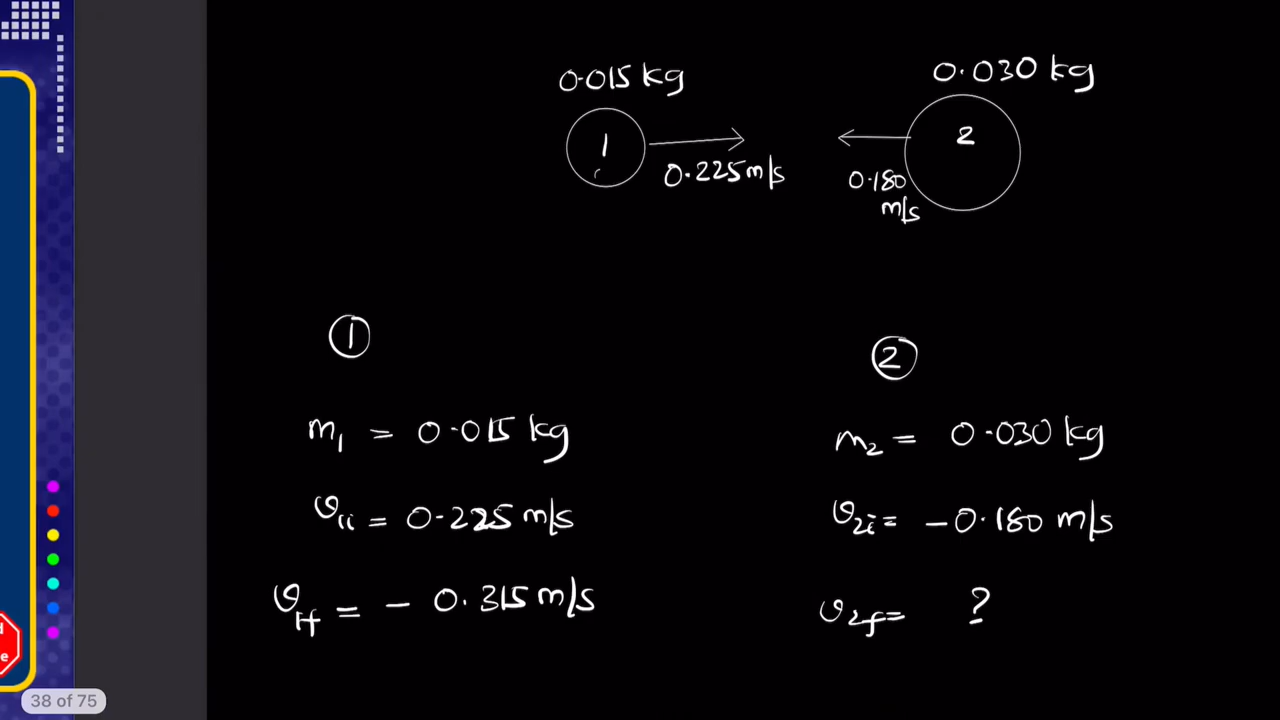 0.015 kg
0.030 kg
1
2
0.225 m/s
0.180
m/s
1
2
m₁ = 0.015 kg
m₂ = 0.030 kg
v₁ᵢ = 0.225 m/s
v₂ᵢ = -0.180 m/s
v₁f = - 0.315 m/s
v₂f = ?
d
e
38 of 75